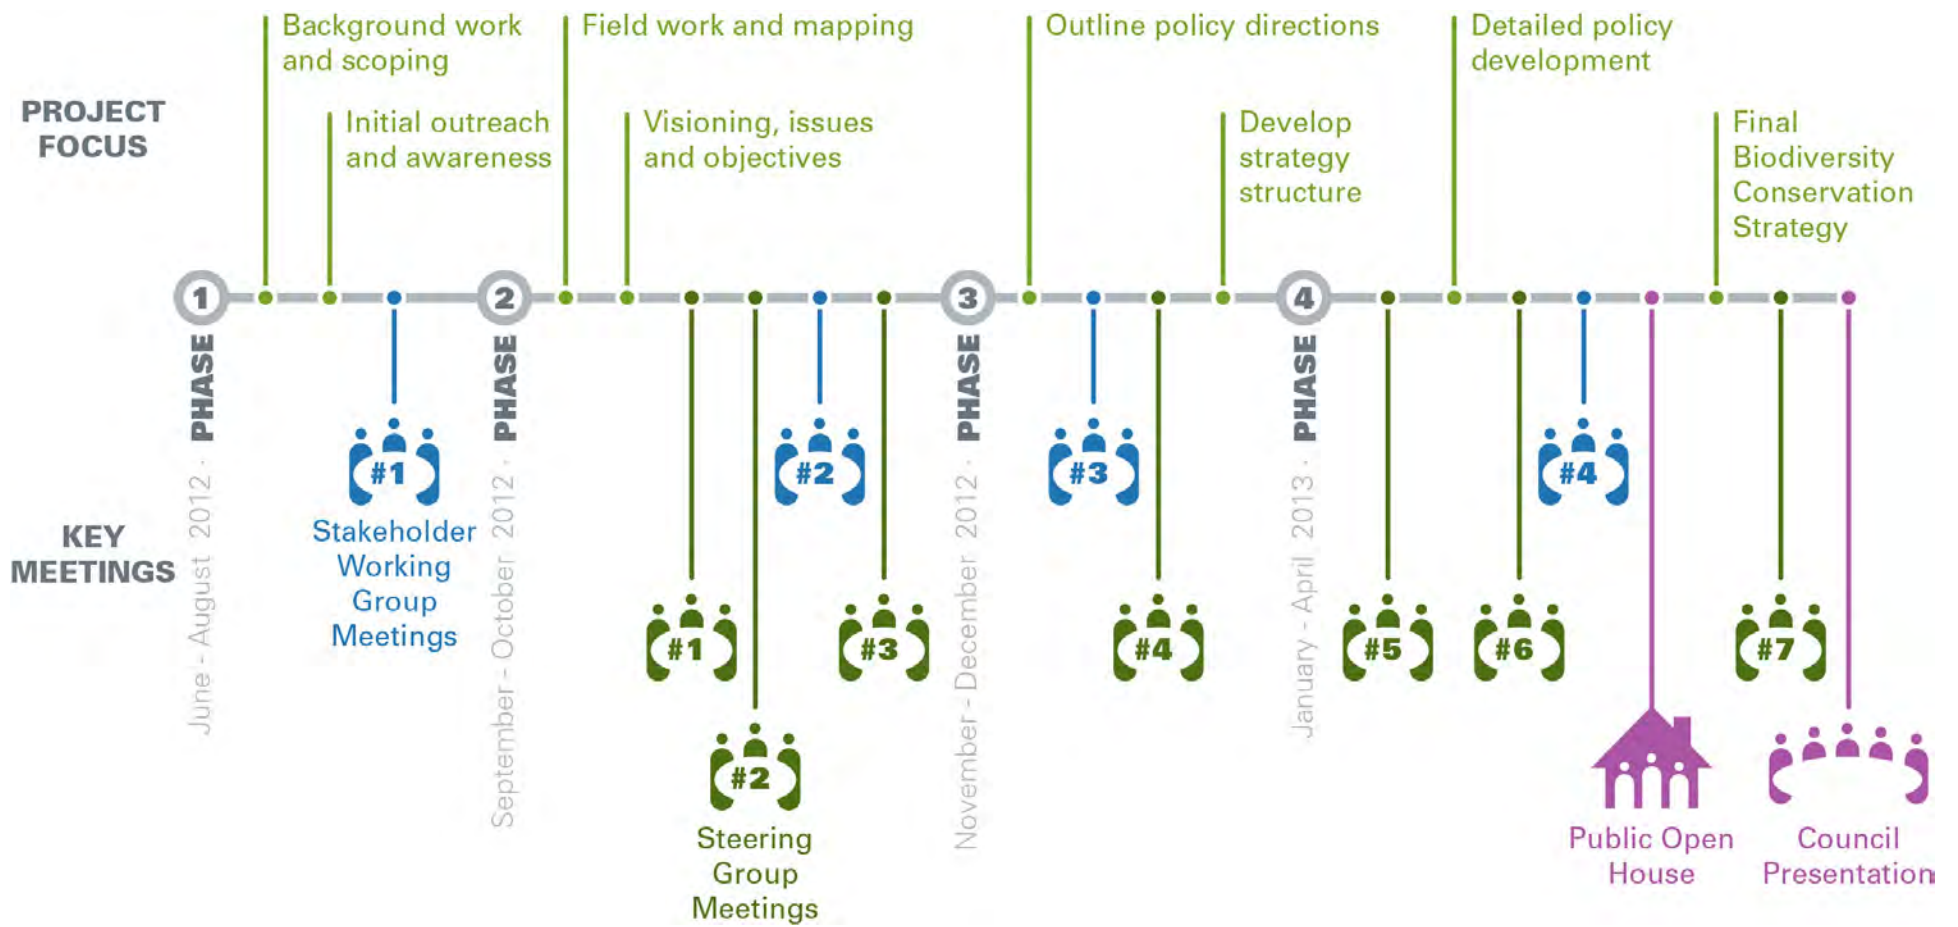 PROJECT
FOCUS
Background work
and scoping
Initial outreach
and awareness
Field work and mapping
Visioning, issues
and objectives
Outline policy directions
Develop
strategy
structure
Detailed policy
development
Final
Biodiversity
Conservation
Strategy
1
2
3
4
KEY
MEETINGS
June - August 2012 · PHASE
September - October 2012 · PHASE
November - December 2012 · PHASE
January - April 2013 · PHASE
#1
Stakeholder
Working
Group
Meetings
#2
#3
#4
#1
#2
Steering
Group
Meetings
#3
#4
#5
#6
#7
Public Open
House
Council
Presentation